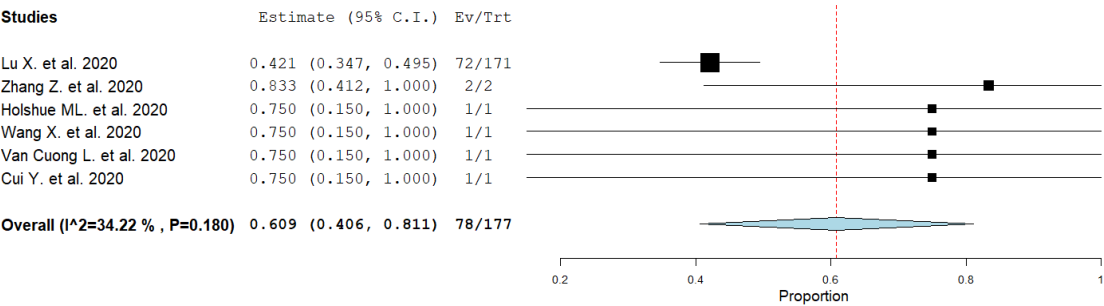 Studies Estimate (95% C.I.) Ev/Trt
Lu X. et al. 2020 0.421 (0.347, 0.495) 72/171
Zhang Z. et al. 2020 0.833 (0.412, 1.000) 2/2
Holshue ML. et al. 2020 0.750 (0.150, 1.000) 1/1
Wang X. et al. 2020 0.750 (0.150, 1.000) 1/1
Van Cuong L. et al. 2020 0.750 (0.150, 1.000) 1/1
Cui Y. et al. 2020 0.750 (0.150, 1.000) 1/1
Overall (I^2=34.22 % , P=0.180) 0.609 (0.406, 0.811) 78/177
0.2 0.4 0.6 0.8 1
Proportion